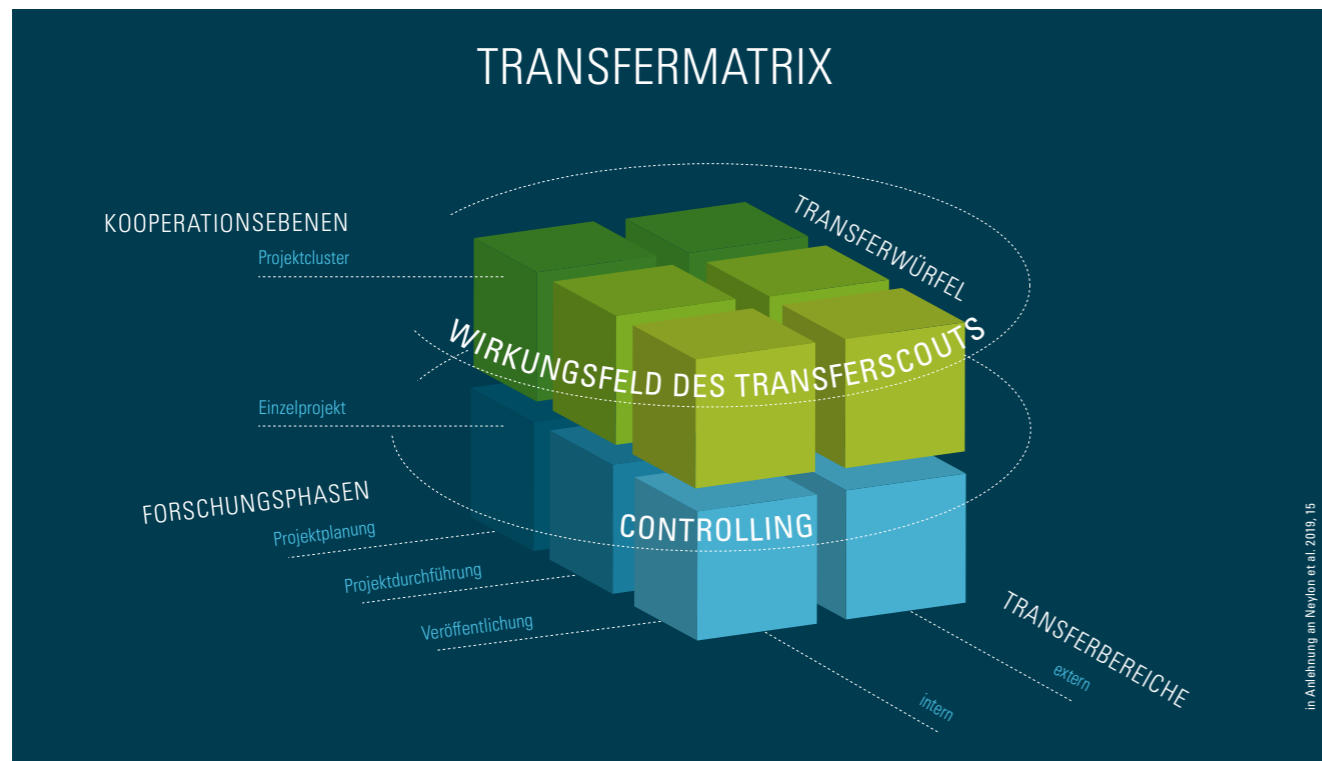 TRANSFERMATRIX
KOOPERATIONSEBENEN
Projektcluster
TRANSFERWÜRFEL
WIRKUNGSFELD DES TRANSFERSCOUTS
Einzelprojekt
FORSCHUNGSPHASEN
CONTROLLING
Projektplanung
Projektdurchführung
Veröffentlichung
TRANSFERBEREICHE
extern
intern
in Anlehnung an Neylon et al. 2019, 15